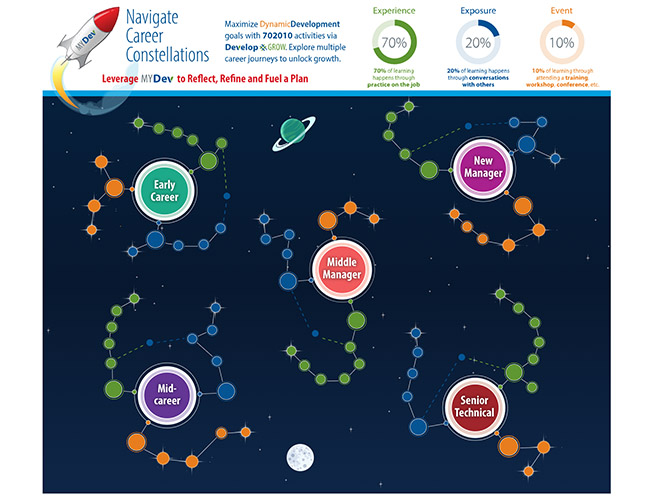 MYDev
Navigate
Career
Constellations
Maximize DynamicDevelopment
goals with 702010 activities via
Develop GROW. Explore multiple
career journeys to unlock growth.
Leverage MYDev to Reflect, Refine and Fuel a Plan
Experience
70%
70% of learning
happens through
practice on the job
Exposure
20%
20% of learning happens
through conversations
with others
Event
10%
10% of learning through
attending a training,
workshop, conference, etc.
Early
Career
New
Manager
Middle
Manager
Mid-
career
Senior
Technical